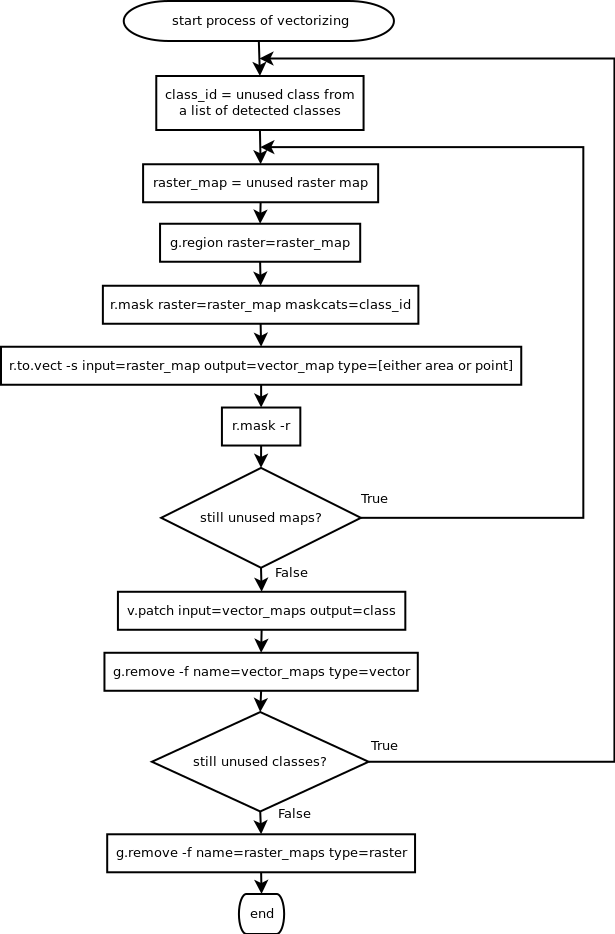 start process of vectorizing
class_id = unused class from
a list of detected classes
raster_map = unused raster map
g.region raster=raster_map
r.mask raster=raster_map maskcats=class_id
r.to.vect -s input=raster_map output=vector_map type=[either area or point]
r.mask -r
still unused maps?
True
False
v.patch input=vector_maps output=class
g.remove -f name=vector_maps type=vector
still unused classes?
True
False
g.remove -f name=raster_maps type=raster
end